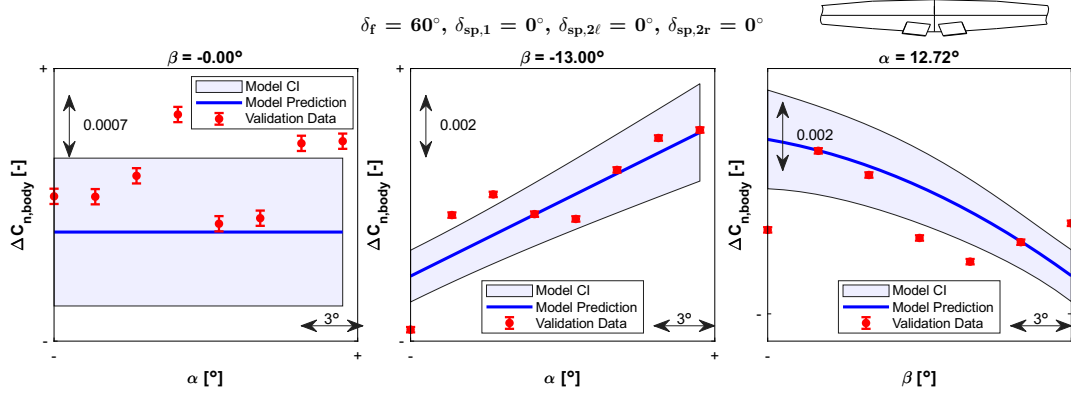 δf = 60°, δsp,1 = 0°, δsp,2ℓ = 0°, δsp,2r = 0°
β = -0.00°
+
0.0007
Model CI
Model Prediction
Validation Data
ΔCn,body [-]
3°
-
-
+
α [°]
β = -13.00°
+
0.002
ΔCn,body [-]
Model CI
Model Prediction
Validation Data
3°
-
-
+
α [°]
α = 12.72°
+
0.002
ΔCn,body [-]
Model CI
Model Prediction
Validation Data
3°
-
-
+
β [°]